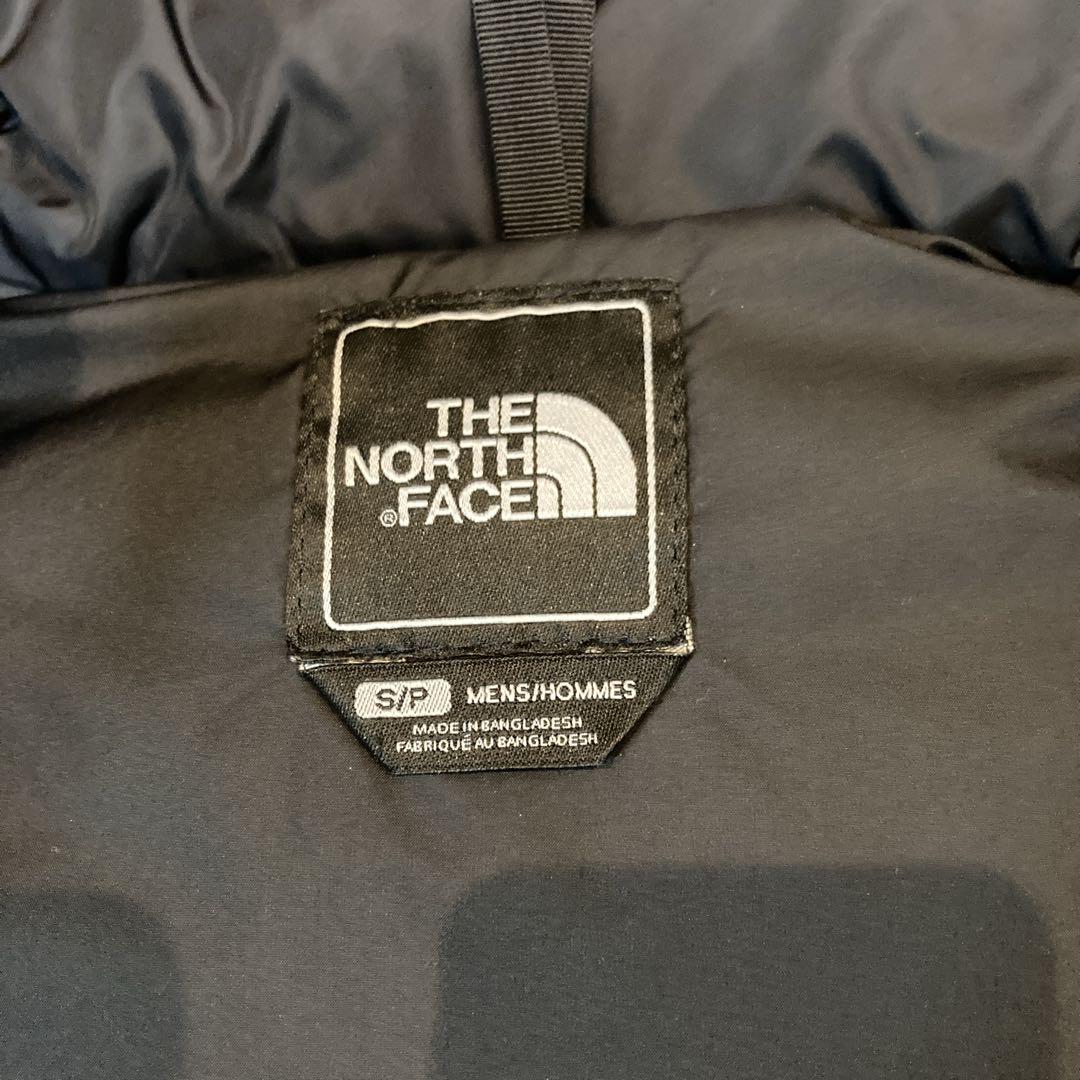 THE
NORTH
® FACE
S/P MENS/HOMMES
MADE IN BANGLADESH
FABRIQUÉ AU BANGLADESH